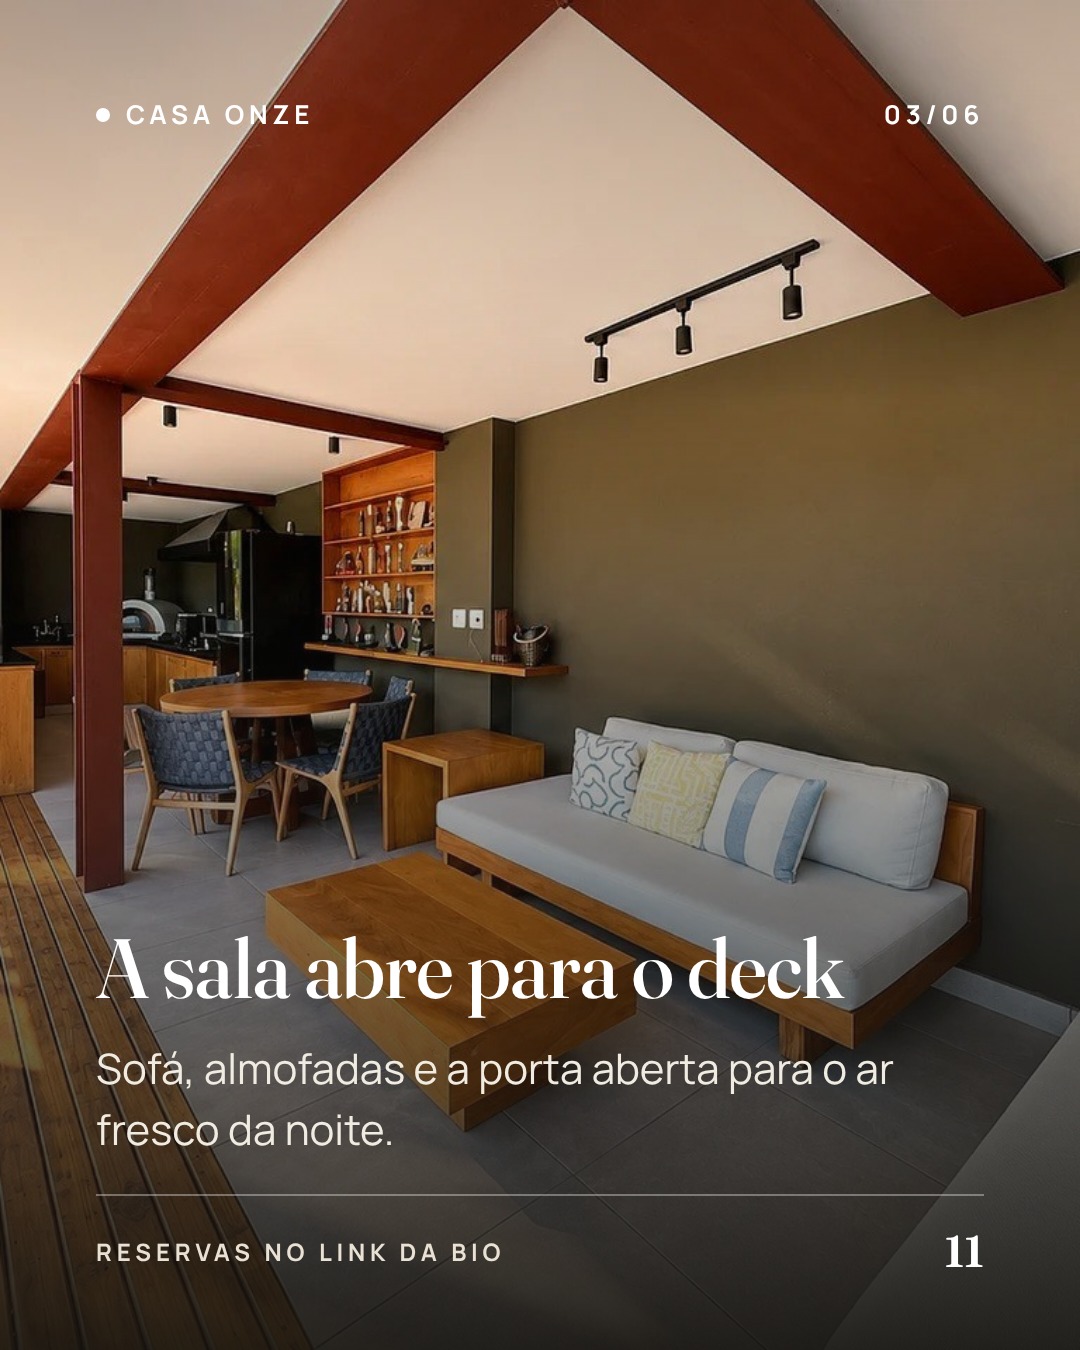 CASA ONZE
03/06
A sala abre para o deck
Sofá, almofadas e a porta aberta para o ar
fresco da noite.
RESERVAS NO LINK DA BIO
11